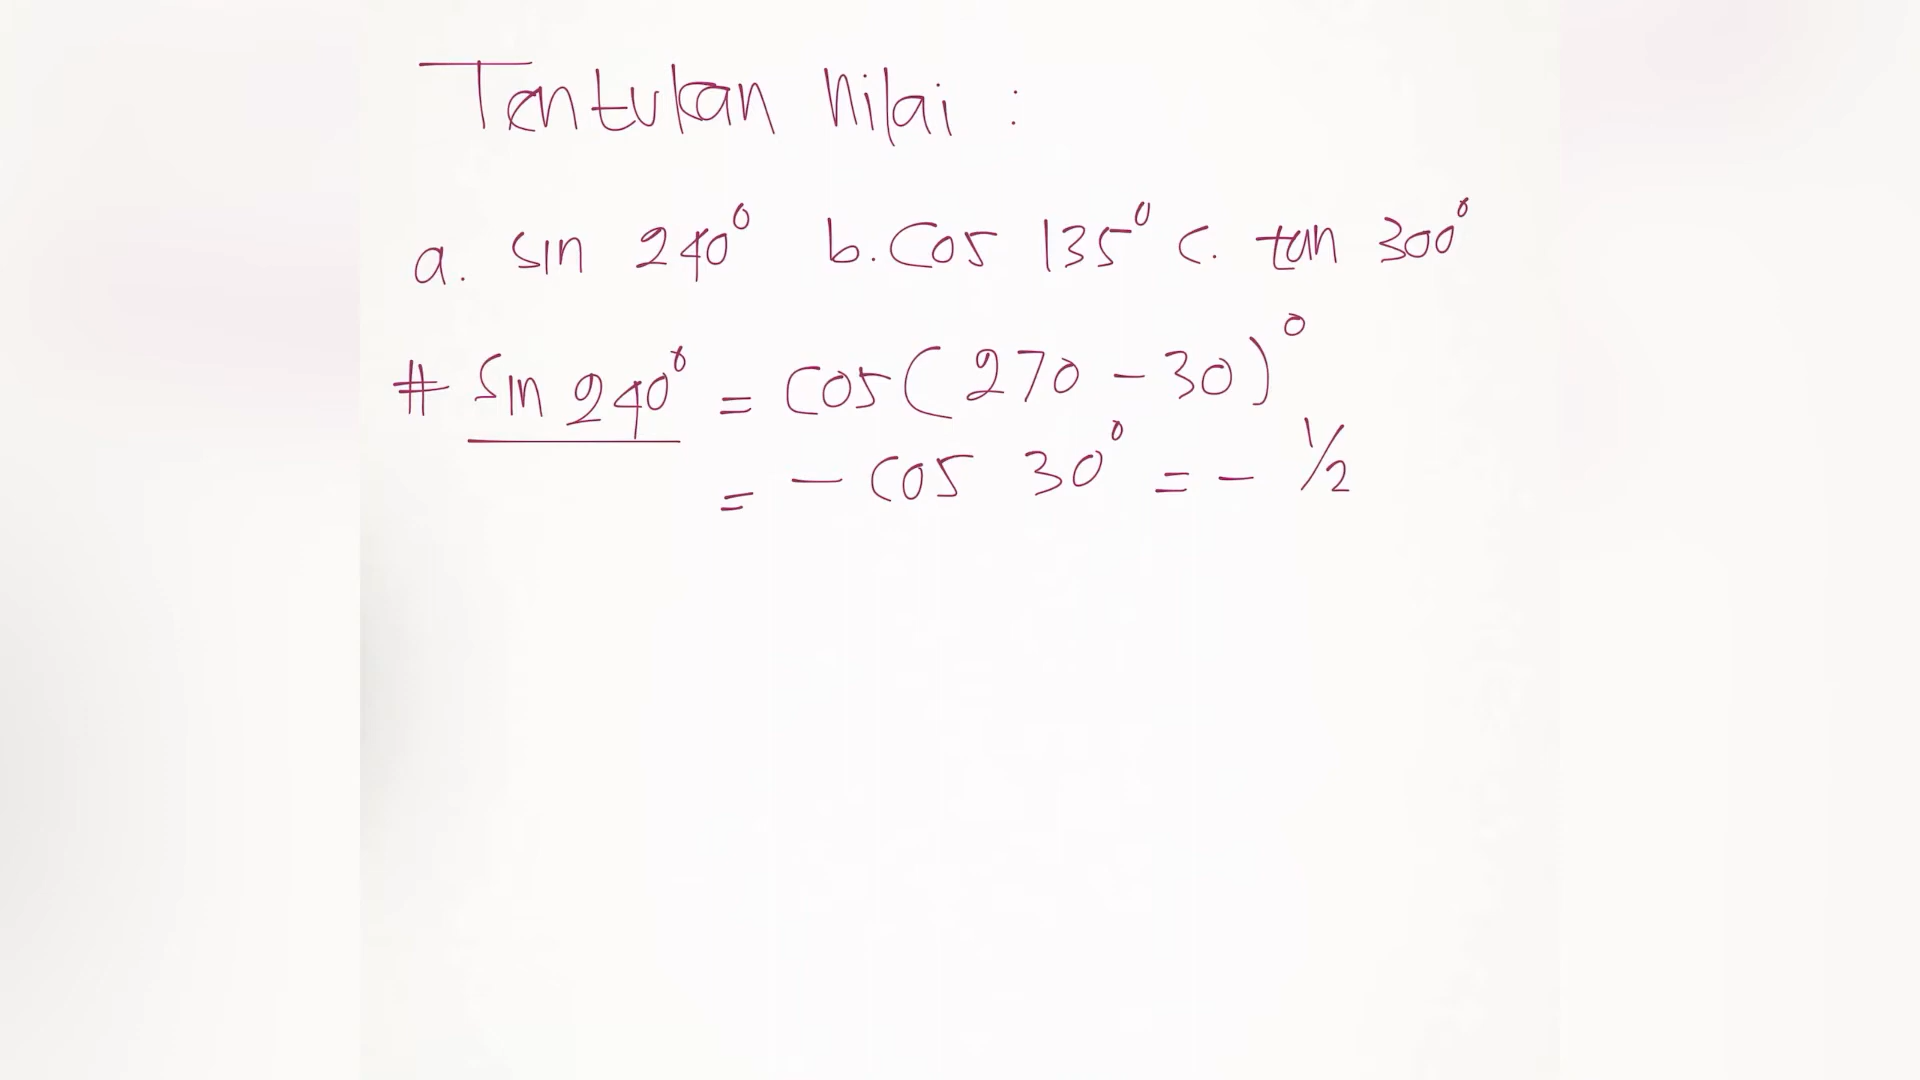 Tentukan nilai :
a. sin 240° b. Cos 135° c. tan 300°
# Sin 240° = cos(270 - 30)°
= - cos 30° = - 1/2